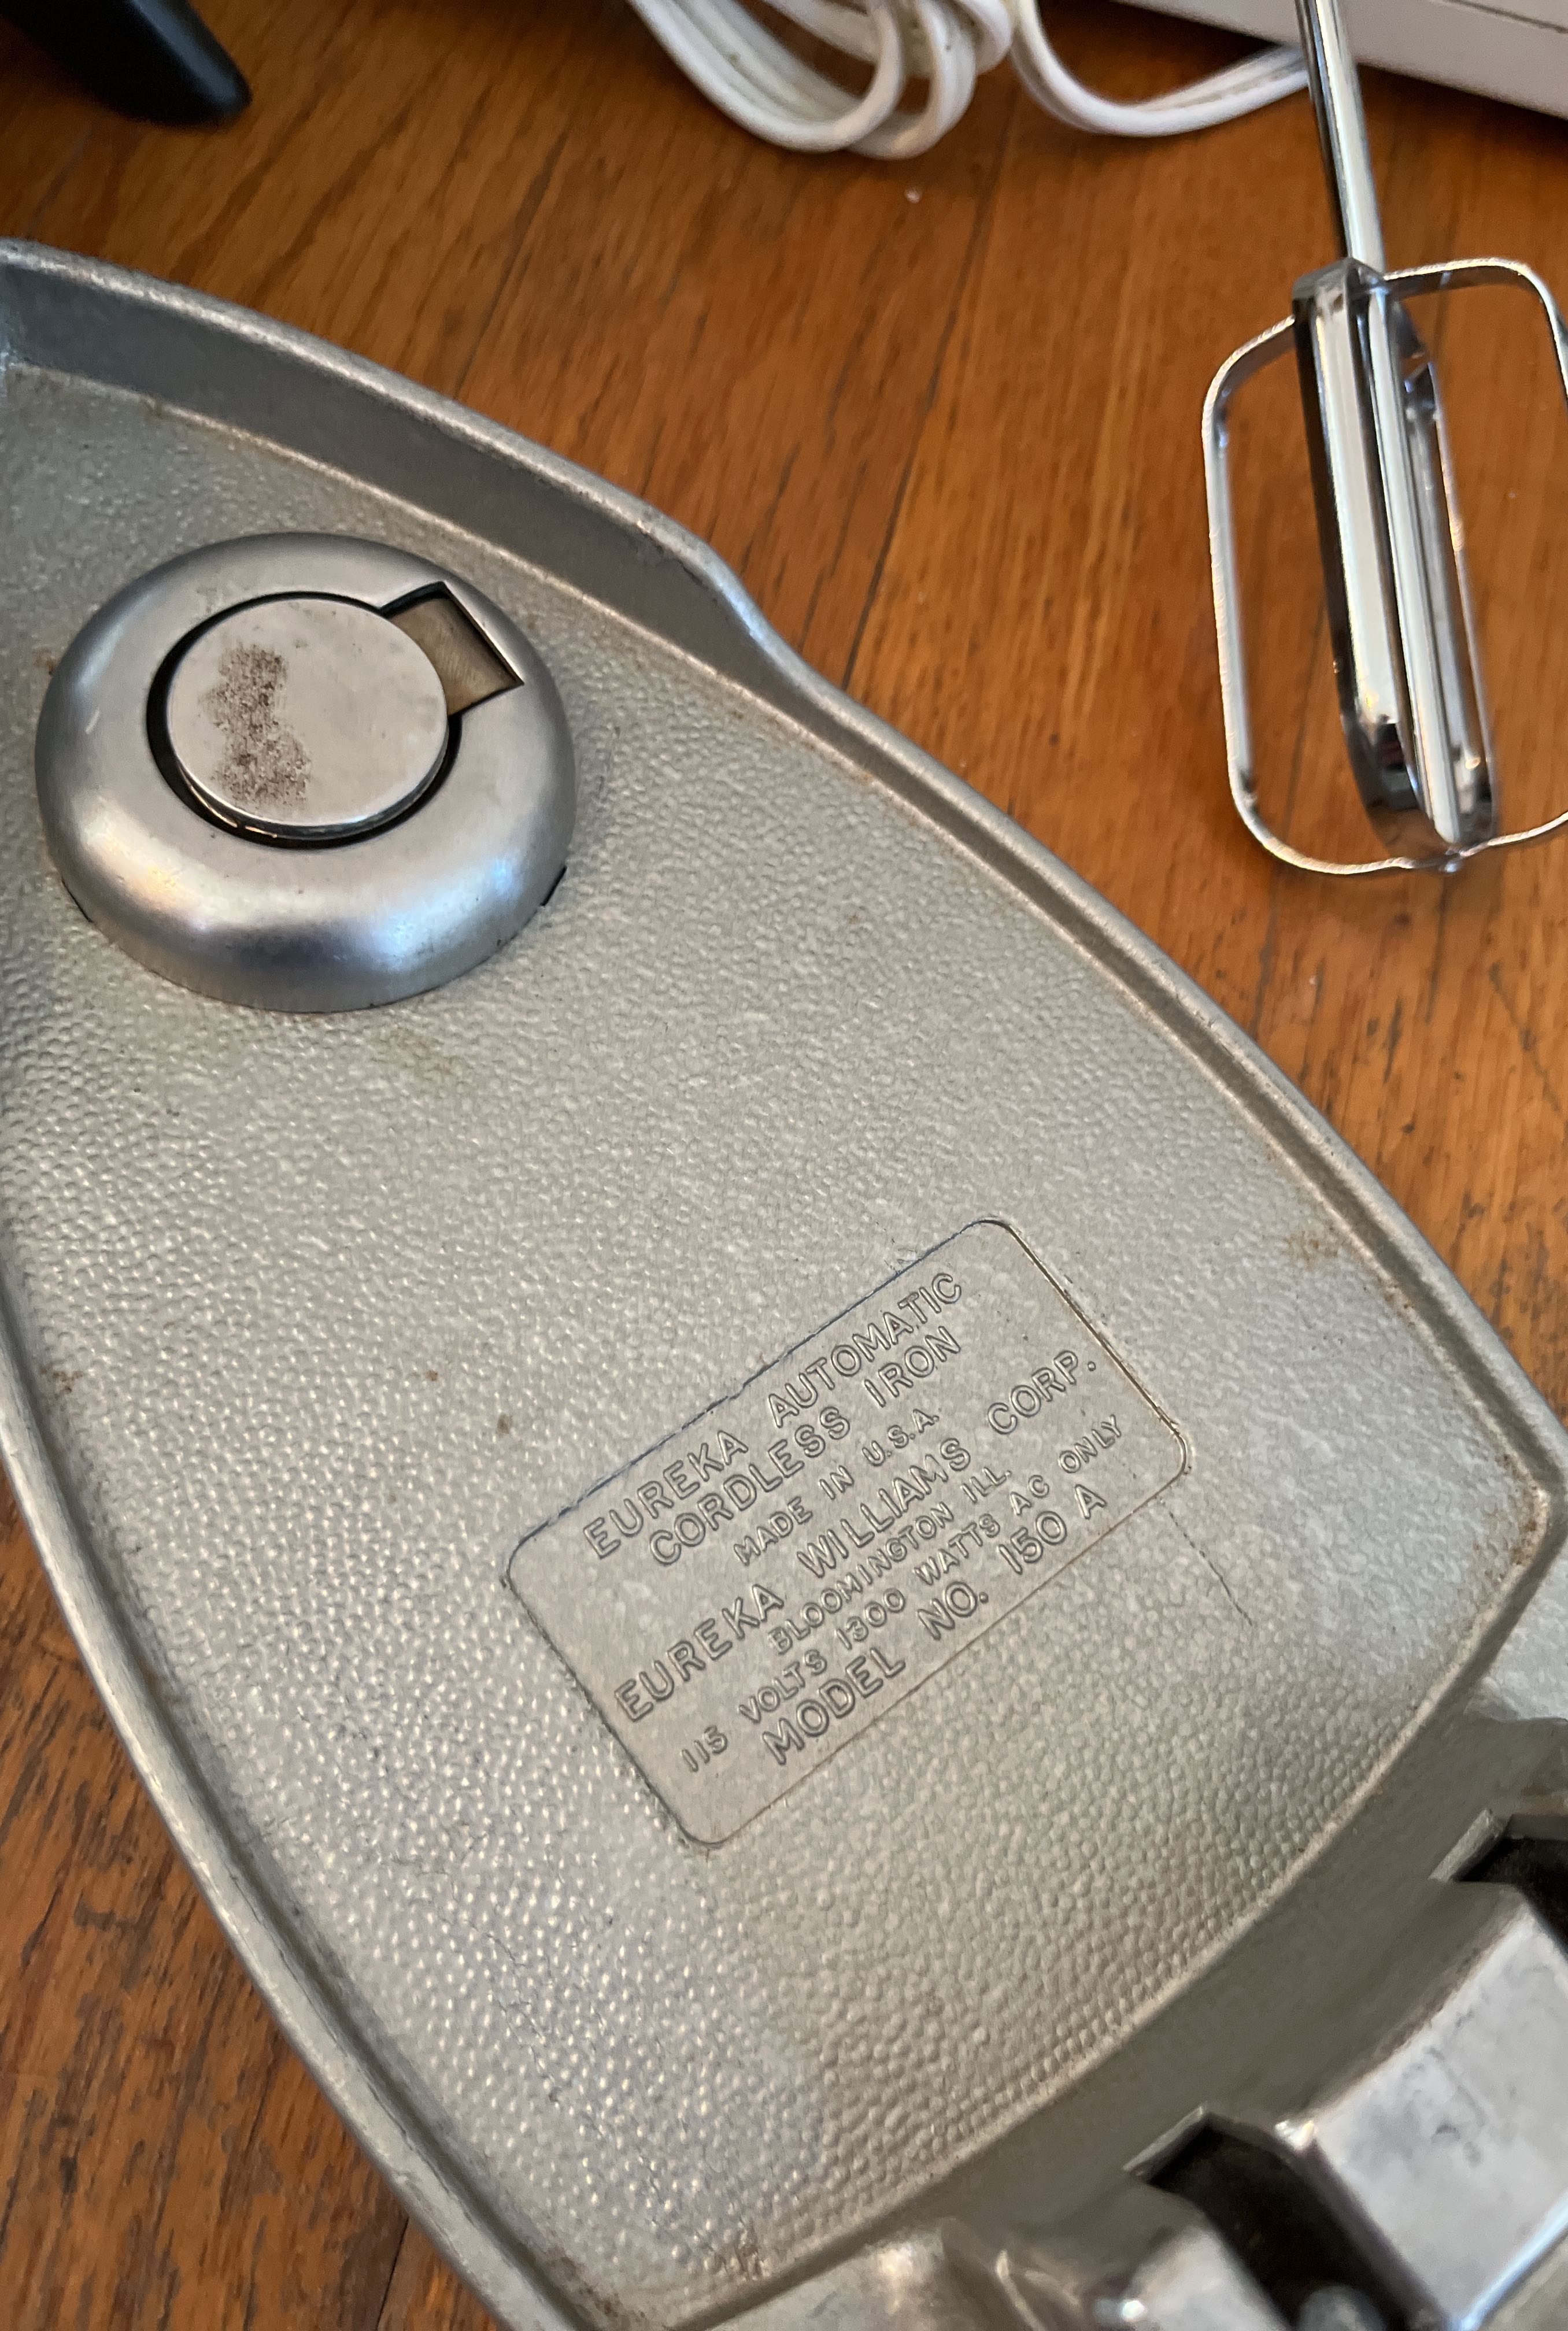 EUREKA AUTOMATIC
CORDLESS IRON
MADE IN U.S.A.
EUREKA WILLIAMS CORP.
BLOOMINGTON ILL.
115 VOLTS 1300 WATTS AC ONLY
MODEL NO. 150 A